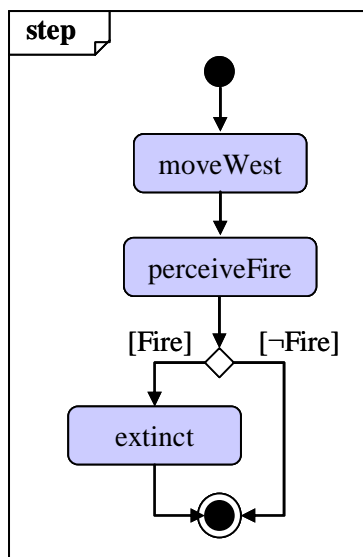 step
moveWest
perceiveFire
[Fire] [¬Fire]
extinct